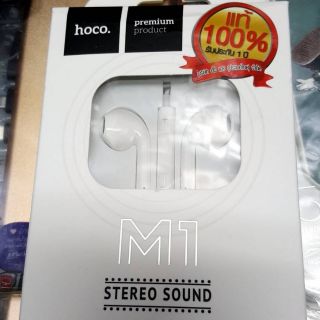 hoco.
premium
product
แท้
100%
รับประกัน 1 ปี
M1
STEREO SOUND